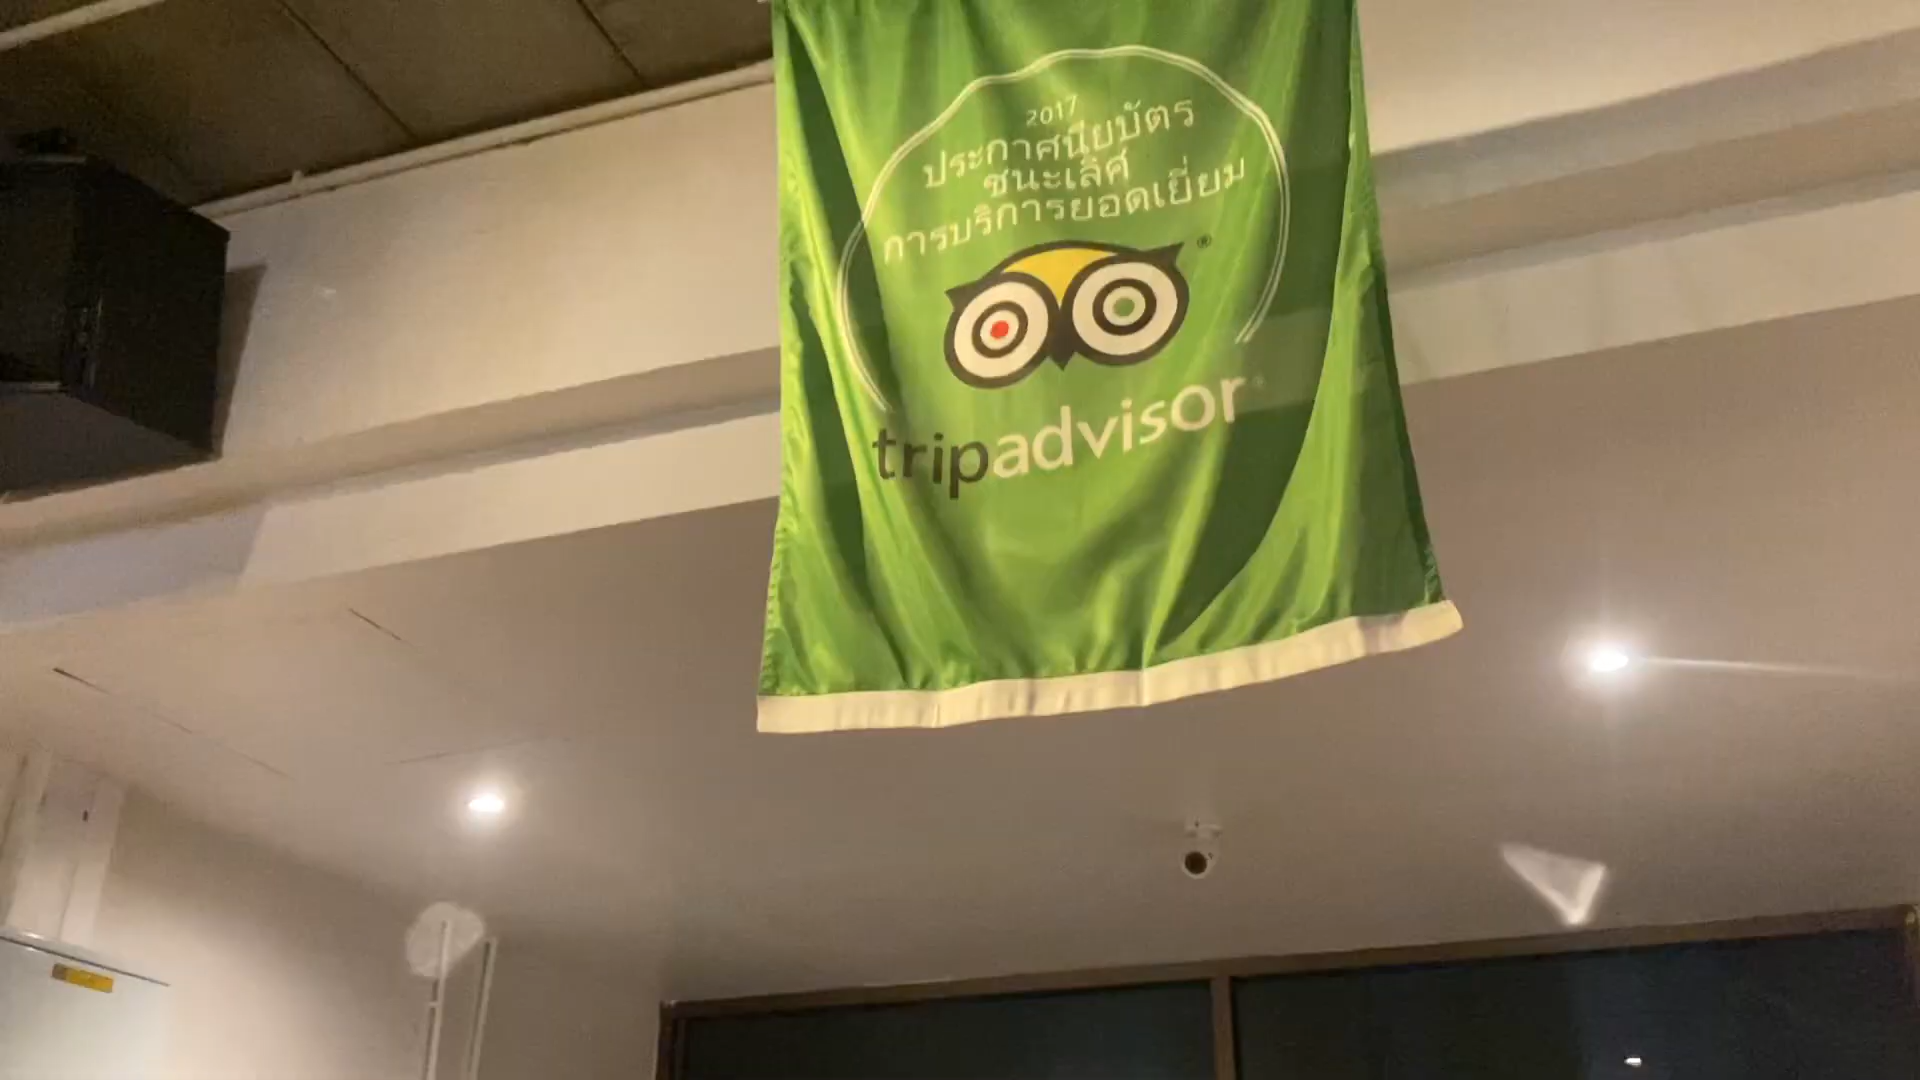 2017
ประกาศนียบัตร
ชนะเลิศ
การบริการยอดเยี่ยม
tripadvisor